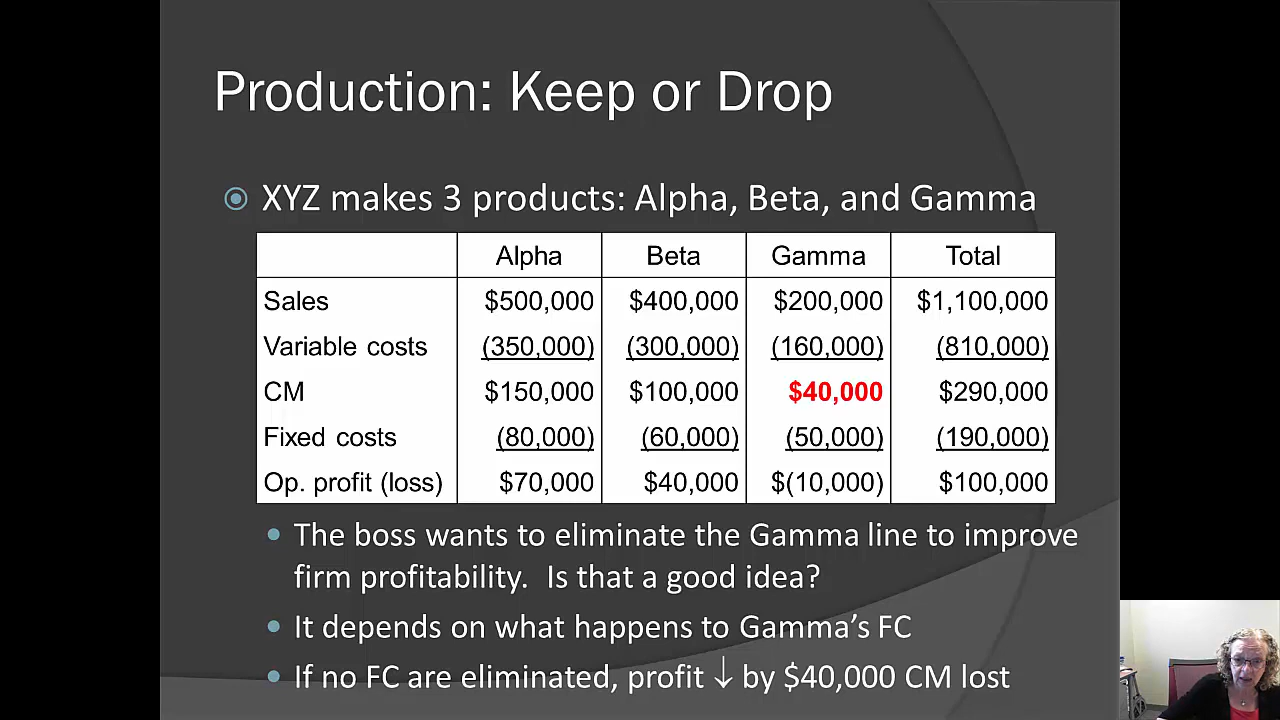 Production: Keep or Drop
XYZ makes 3 products: Alpha, Beta, and Gamma
Alpha Beta Gamma Total
Sales $500,000 $400,000 $200,000 $1,100,000
Variable costs (350,000) (300,000) (160,000) (810,000)
CM $150,000 $100,000 $40,000 $290,000
Fixed costs (80,000) (60,000) (50,000) (190,000)
Op. profit (loss) $70,000 $40,000 $(10,000) $100,000
The boss wants to eliminate the Gamma line to improve
firm profitability. Is that a good idea?
It depends on what happens to Gamma’s FC
If no FC are eliminated, profit ↓ by $40,000 CM lost